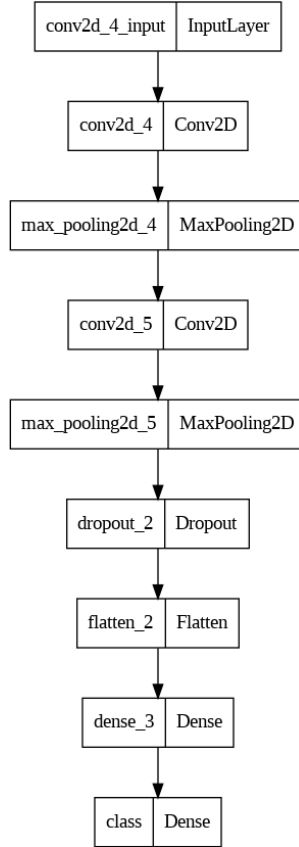 conv2d_4_input InputLayer
conv2d_4 Conv2D
max_pooling2d_4 MaxPooling2D
conv2d_5 Conv2D
max_pooling2d_5 MaxPooling2D
dropout_2 Dropout
flatten_2 Flatten
dense_3 Dense
class Dense